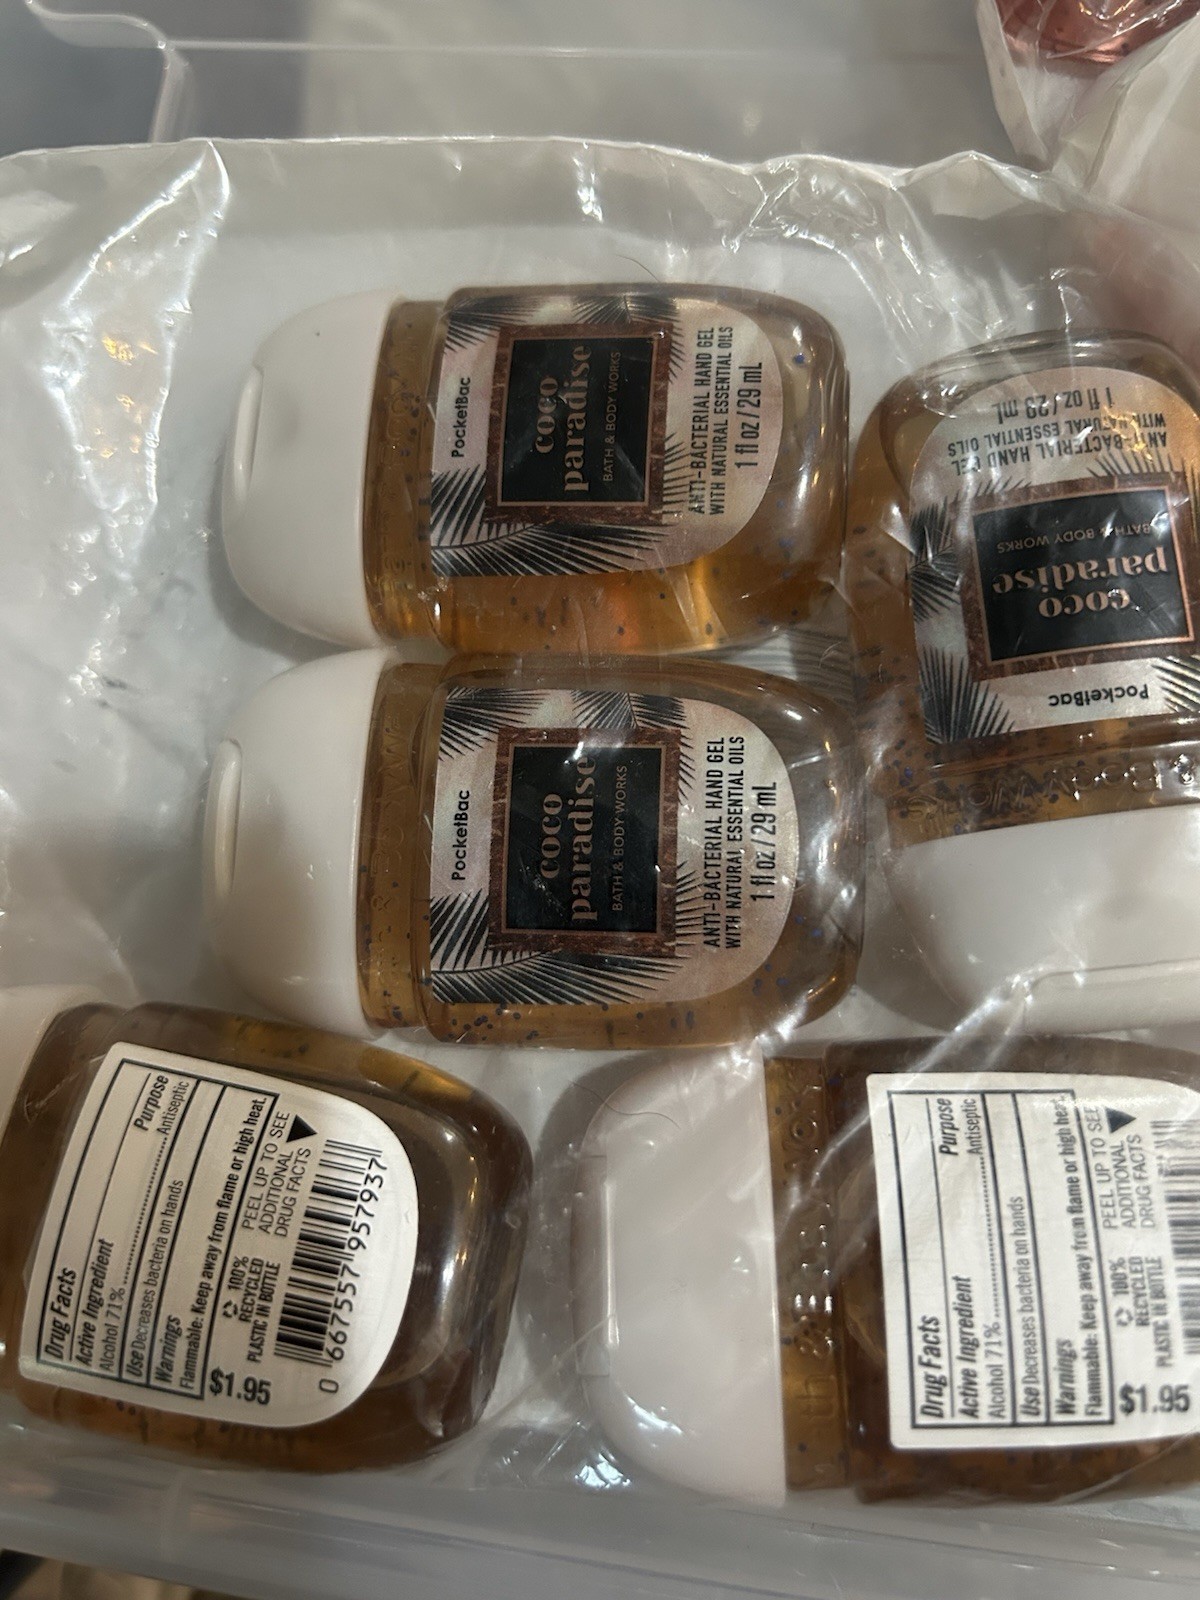 PocketBac
coco
paradise
BATH & BODY WORKS
ANTI-BACTERIAL HAND GEL
WITH NATURAL ESSENTIAL OILS
1 fl oz / 29 mL
PocketBac
coco
paradise
BATH & BODY WORKS
ANTI-BACTERIAL HAND GEL
WITH NATURAL ESSENTIAL OILS
1 fl oz / 29 mL
PocketBac
coco
paradise
BATH & BODY WORKS
ANTI-BACTERIAL HAND GEL
WITH NATURAL ESSENTIAL OILS
1 fl oz / 29 mL
Drug Facts
Active Ingredient Purpose
Alcohol 71%..................Antiseptic
Use Decreases bacteria on hands
Warnings
Flammable: Keep away from flame or high heat.
$1.95
100%
RECYCLED
PLASTIC IN BOTTLE
PEEL UP TO SEE
ADDITIONAL
DRUG FACTS
0 667557 957937
Drug Facts
Active Ingredient Purpose
Alcohol 71%..................Antiseptic
Use Decreases bacteria on hands
Warnings
Flammable: Keep away from flame or high heat.
$1.95
100%
RECYCLED
PLASTIC IN BOTTLE
PEEL UP TO SEE
ADDITIONAL
DRUG FACTS